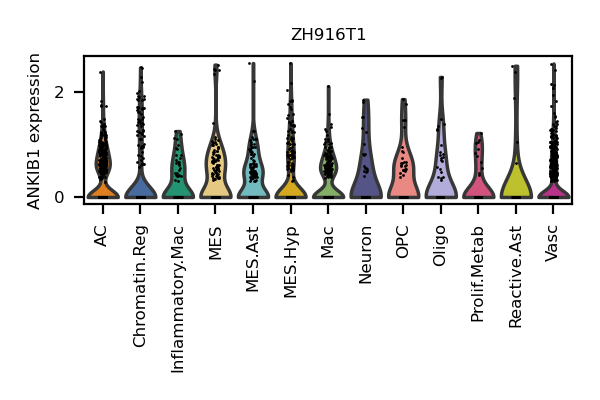 ZH916T1
ANKIB1 expression
2
0
AC
Chromatin.Reg
Inflammatory.Mac
MES
MES.Ast
MES.Hyp
Mac
Neuron
OPC
Oligo
Prolif.Metab
Reactive.Ast
Vasc